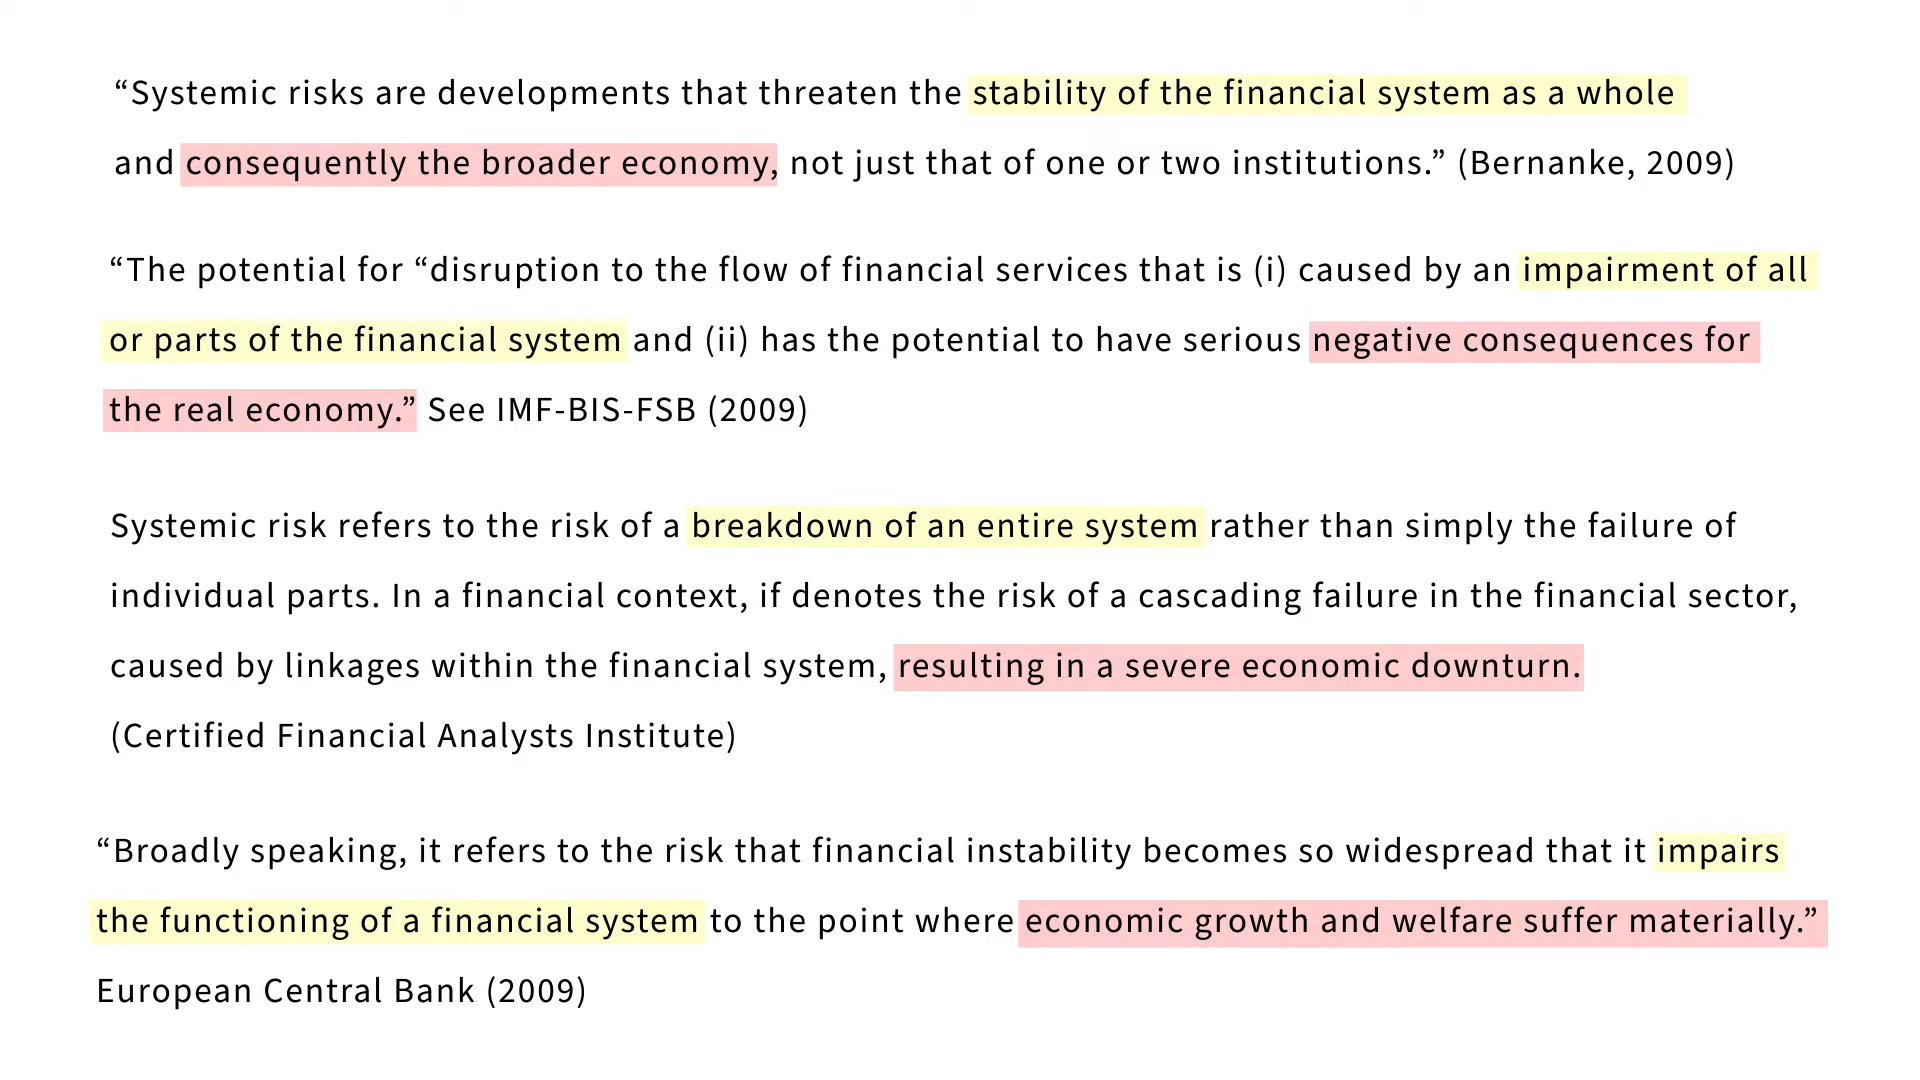 “Systemic risks are developments that threaten the stability of the financial system as a whole
and consequently the broader economy, not just that of one or two institutions.” (Bernanke, 2009)
“The potential for “disruption to the flow of financial services that is (i) caused by an impairment of all
or parts of the financial system and (ii) has the potential to have serious negative consequences for
the real economy.” See IMF-BIS-FSB (2009)
Systemic risk refers to the risk of a breakdown of an entire system rather than simply the failure of
individual parts. In a financial context, if denotes the risk of a cascading failure in the financial sector,
caused by linkages within the financial system, resulting in a severe economic downturn.
(Certified Financial Analysts Institute)
“Broadly speaking, it refers to the risk that financial instability becomes so widespread that it impairs
the functioning of a financial system to the point where economic growth and welfare suffer materially.”
European Central Bank (2009)